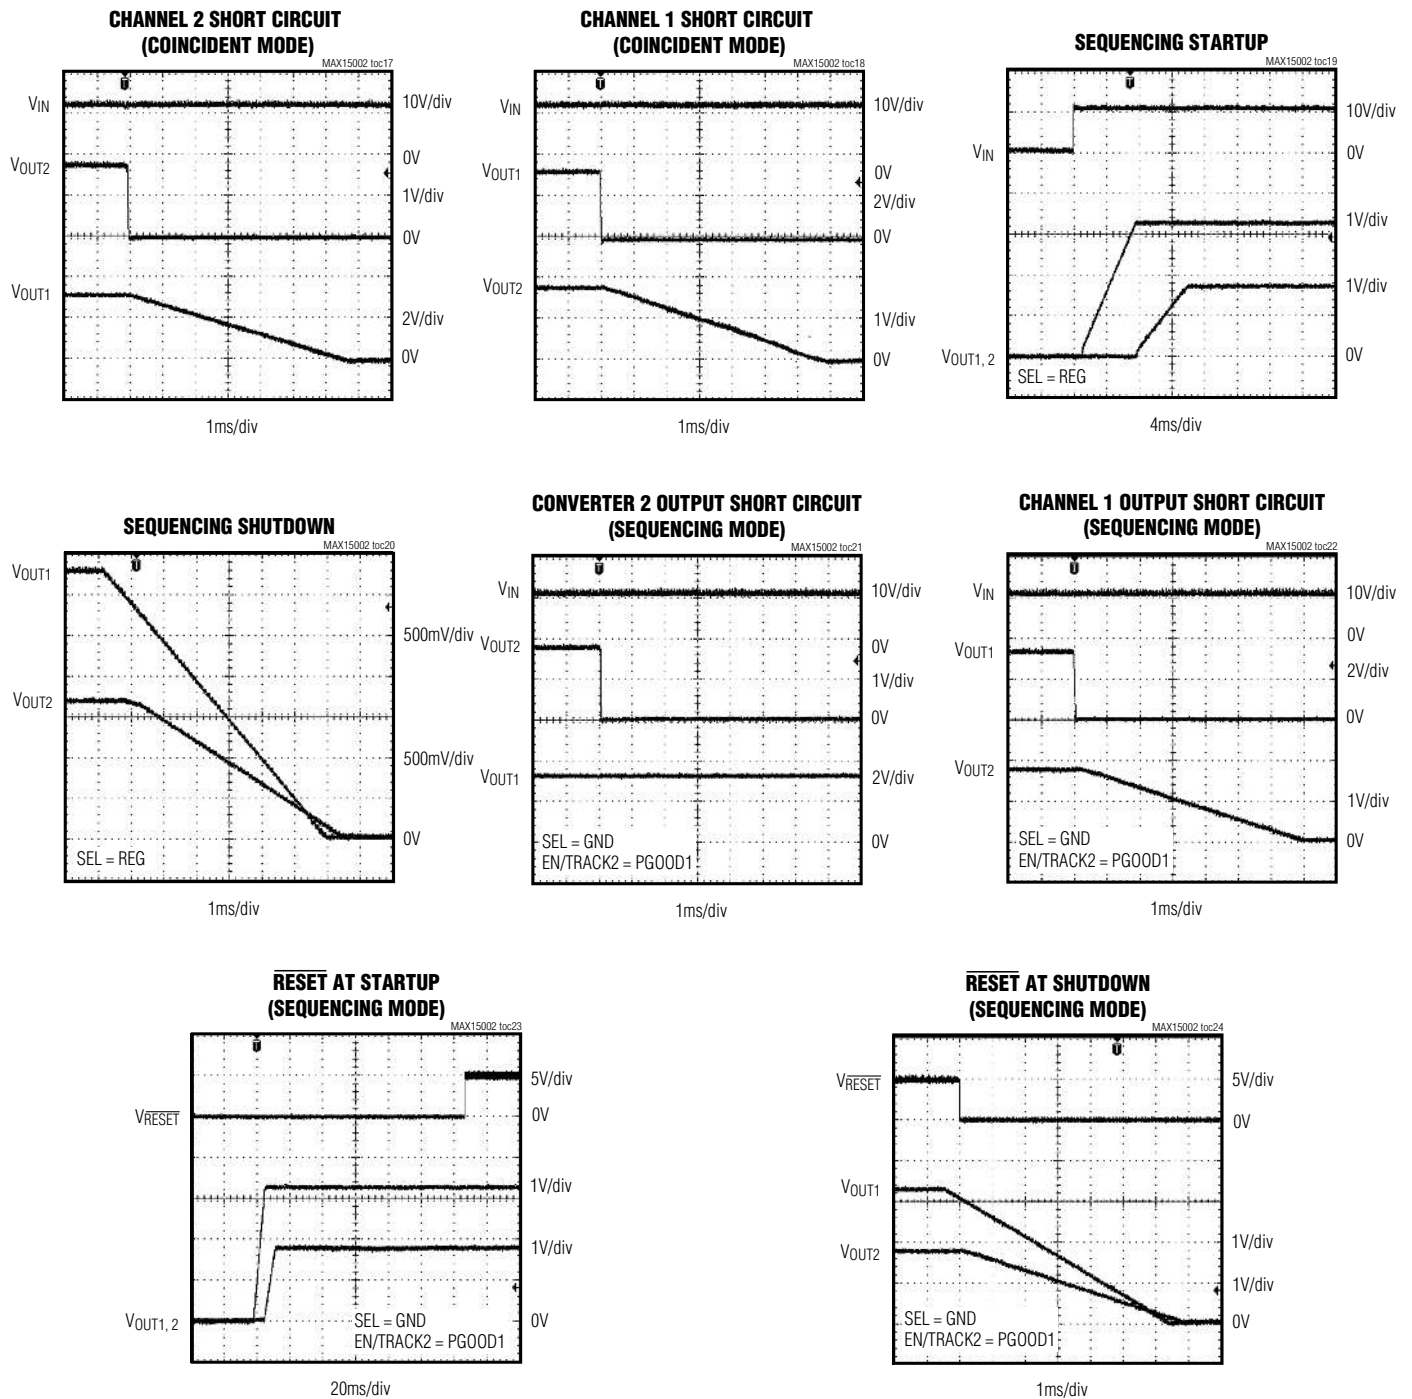 CHANNEL 2 SHORT CIRCUIT
(COINCIDENT MODE)
MAX15002 toc17
VIN
10V/div
0V
VOUT2
1V/div
0V
VOUT1
2V/div
0V
1ms/div
CHANNEL 1 SHORT CIRCUIT
(COINCIDENT MODE)
MAX15002 toc18
VIN
10V/div
VOUT1
0V
2V/div
0V
VOUT2
1V/div
0V
1ms/div
SEQUENCING STARTUP
MAX15002 toc19
10V/div
VIN
0V
1V/div
1V/div
VOUT1, 2
0V
SEL = REG
4ms/div
SEQUENCING SHUTDOWN
MAX15002 toc20
VOUT1
500mV/div
VOUT2
500mV/div
0V
SEL = REG
1ms/div
CONVERTER 2 OUTPUT SHORT CIRCUIT
(SEQUENCING MODE)
MAX15002 toc21
VIN
10V/div
VOUT2
0V
1V/div
0V
VOUT1
2V/div
SEL = GND
0V
EN/TRACK2 = PGOOD1
1ms/div
CHANNEL 1 OUTPUT SHORT CIRCUIT
(SEQUENCING MODE)
MAX15002 toc22
VIN
10V/div
0V
VOUT1
2V/div
0V
VOUT2
1V/div
SEL = GND
0V
EN/TRACK2 = PGOOD1
1ms/div
RESET AT STARTUP
(SEQUENCING MODE)
MAX15002 toc23
5V/div
VRESET
0V
1V/div
1V/div
VOUT1, 2
0V
SEL = GND
EN/TRACK2 = PGOOD1
20ms/div
RESET AT SHUTDOWN
(SEQUENCING MODE)
MAX15002 toc24
VRESET
5V/div
0V
VOUT1
VOUT2
1V/div
1V/div
SEL = GND
0V
EN/TRACK2 = PGOOD1
1ms/div